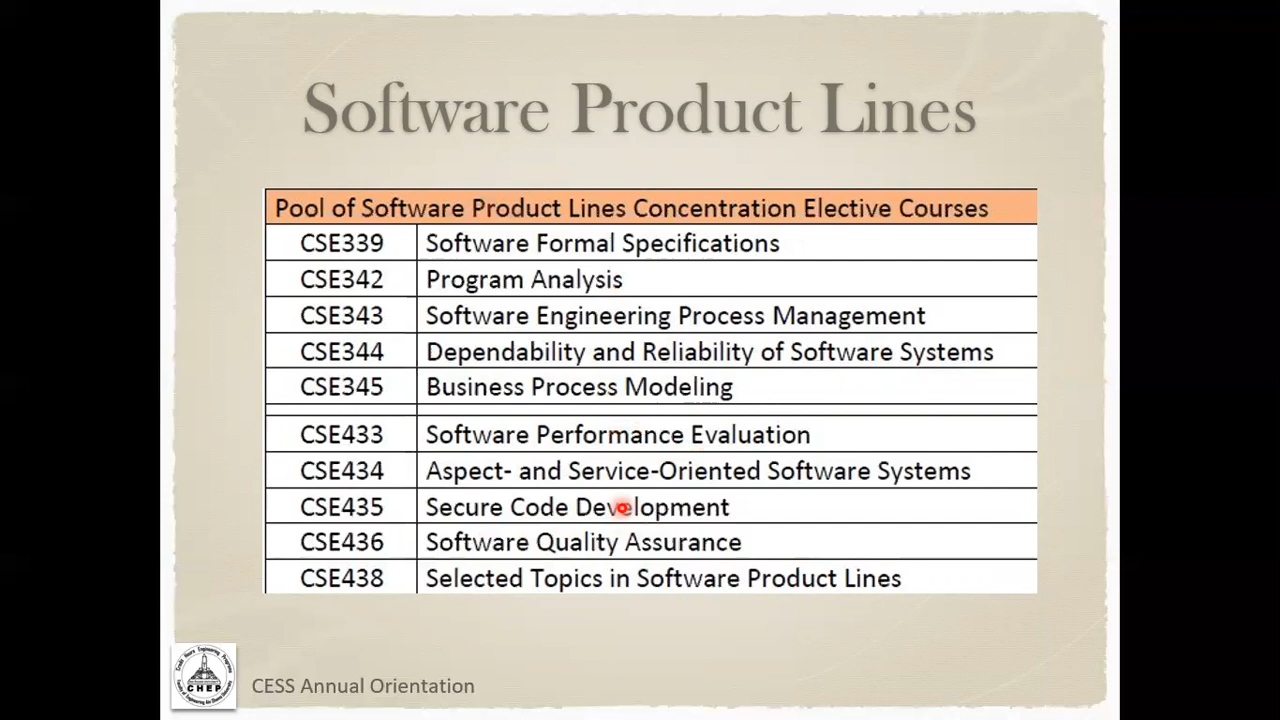 Software Product Lines
Pool of Software Product Lines Concentration Elective Courses
CSE339 Software Formal Specifications
CSE342 Program Analysis
CSE343 Software Engineering Process Management
CSE344 Dependability and Reliability of Software Systems
CSE345 Business Process Modeling
CSE433 Software Performance Evaluation
CSE434 Aspect- and Service-Oriented Software Systems
CSE435 Secure Code Development
CSE436 Software Quality Assurance
CSE438 Selected Topics in Software Product Lines
CHEP
CESS Annual Orientation